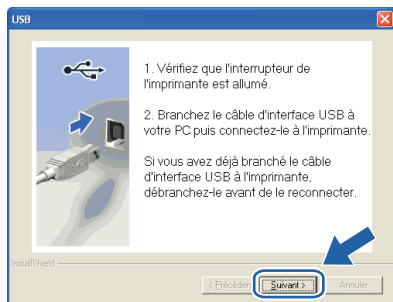 USB
1. Vérifiez que l'interrupteur de
l'imprimante est allumé.
2. Branchez le câble d'interface USB à
votre PC puis connectez-le à l'imprimante.
Si vous avez déjà branché le câble
d'interface USB à l'imprimante,
débranchez-le avant de le reconnecter.
InstallShield
< Précéden
Suivant >
Annuler